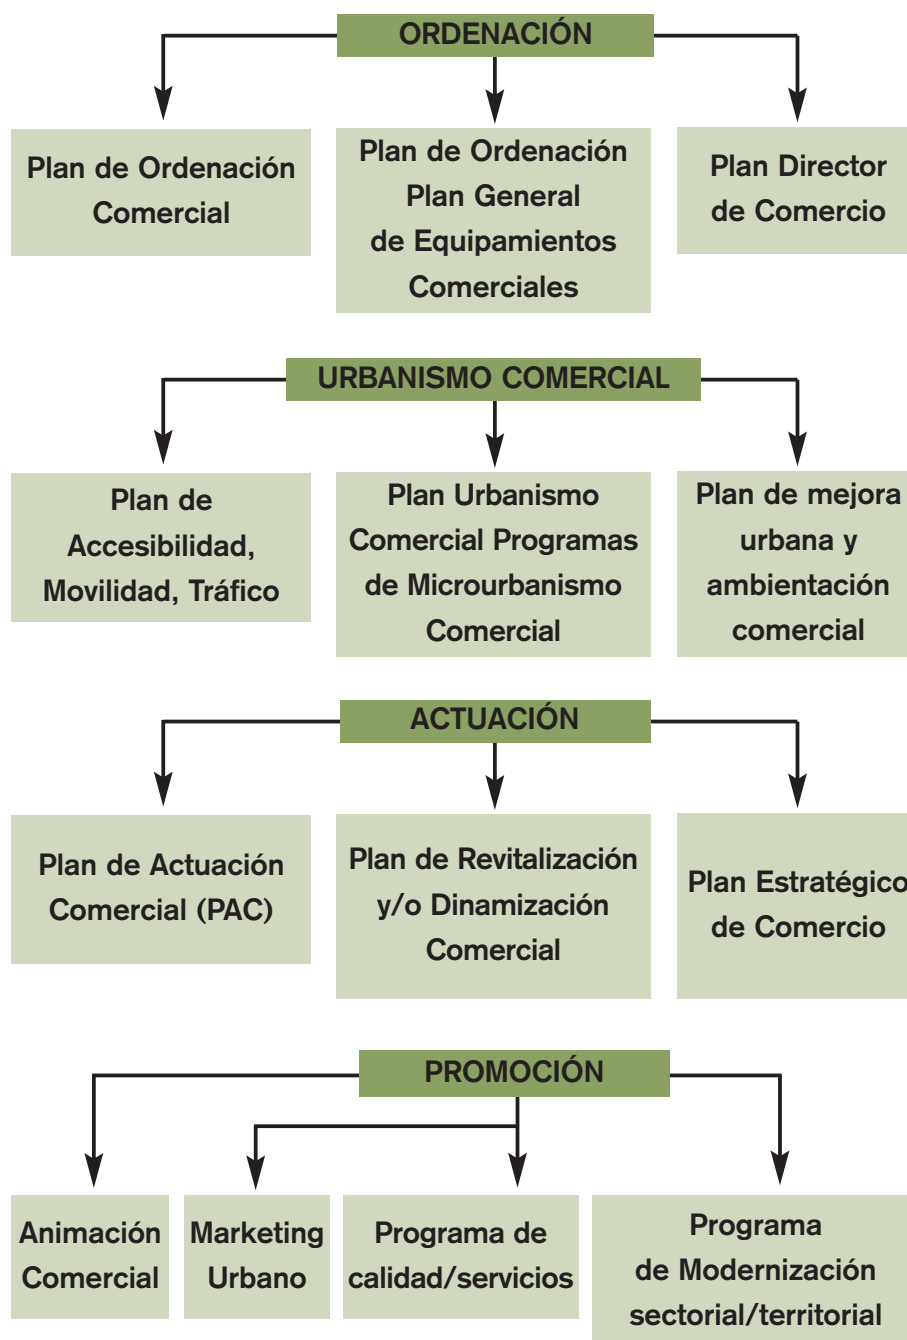 ORDENACIÓN
Plan de Ordenación
Comercial
Plan de Ordenación
Plan General
de Equipamientos
Comerciales
Plan Director
de Comercio
URBANISMO COMERCIAL
Plan de
Accesibilidad,
Movilidad, Tráfico
Plan Urbanismo
Comercial Programas
de Microurbanismo
Comercial
Plan de mejora
urbana y
ambientación
comercial
ACTUACIÓN
Plan de Actuación
Comercial (PAC)
Plan de Revitalización
y/o Dinamización
Comercial
Plan Estratégico
de Comercio
PROMOCIÓN
Animación
Comercial
Marketing
Urbano
Programa de
calidad/servicios
Programa
de Modernización
sectorial/territorial